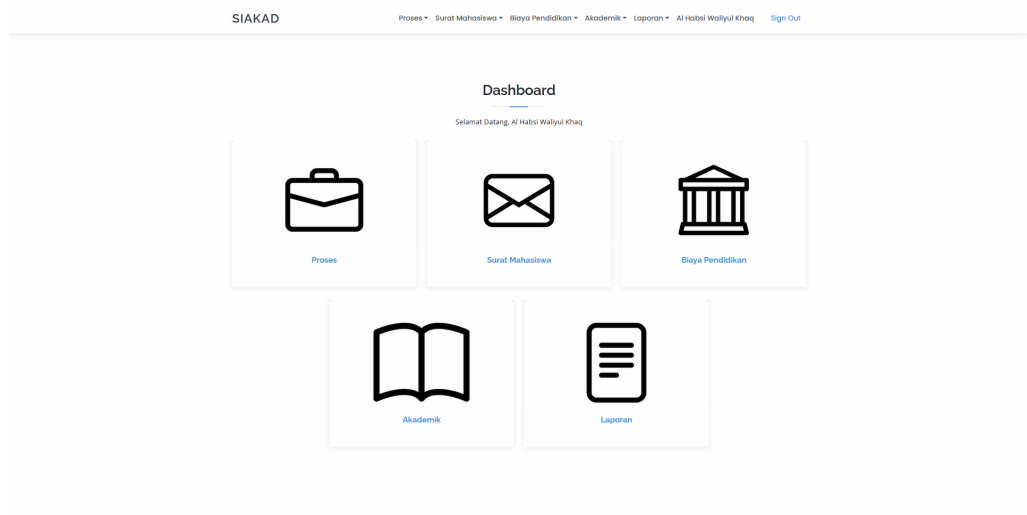 SIAKAD Proses Surat Mahasiswa Biaya Pendidikan Akademik Laporan Al Habsi Waliyul Khaq Sign Out
Dashboard
Selamat Datang, Al Habsi Waliyul Khaq
Proses Surat Mahasiswa Biaya Pendidikan
Akademik Laporan